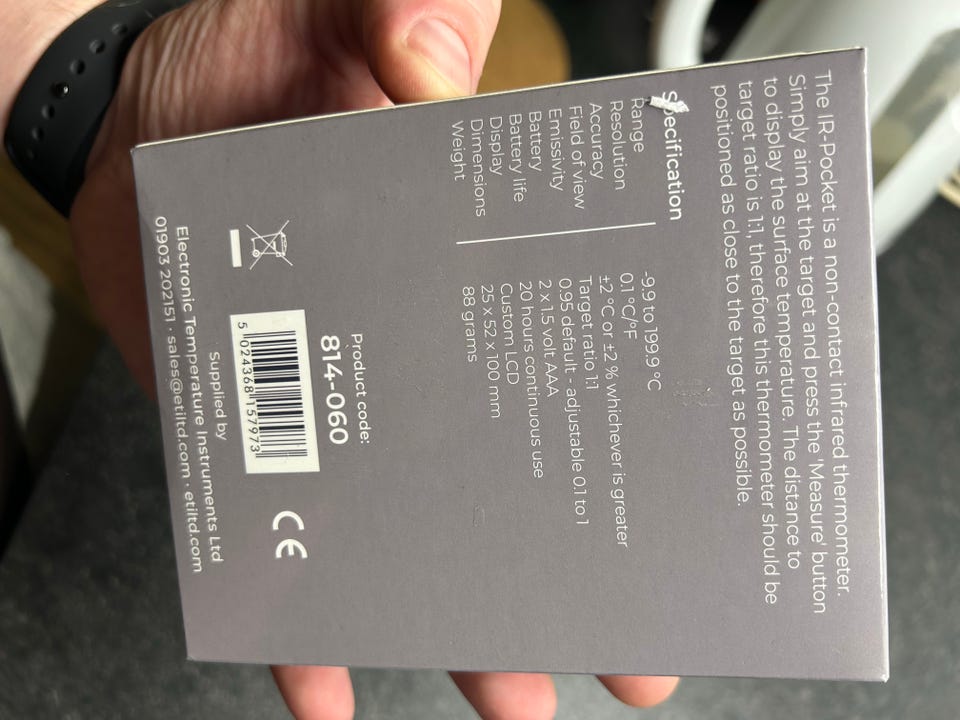 The IR-Pocket is a non-contact infrared thermometer.
Simply aim at the target and press the 'Measure' button
to display the surface temperature. The distance to
target ratio is 1:1, therefore this thermometer should be
positioned as close to the target as possible.
Specification
Range -9.9 to 199.9 °C
Resolution 0.1 °C/°F
Accuracy ±2 °C or ±2 % whichever is greater
Field of view Target ratio 1:1
Emissivity 0.95 default - adjustable 0.1 to 1
Battery 2 x 1.5 volt AAA
Battery life 20 hours continuous use
Display Custom LCD
Dimensions 25 x 52 x 100 mm
Weight 88 grams
Product code:
814-060
5 024368 157973
CE
Supplied by
Electronic Temperature Instruments Ltd
01903 202151 · sales@etiltd.com · etiltd.com